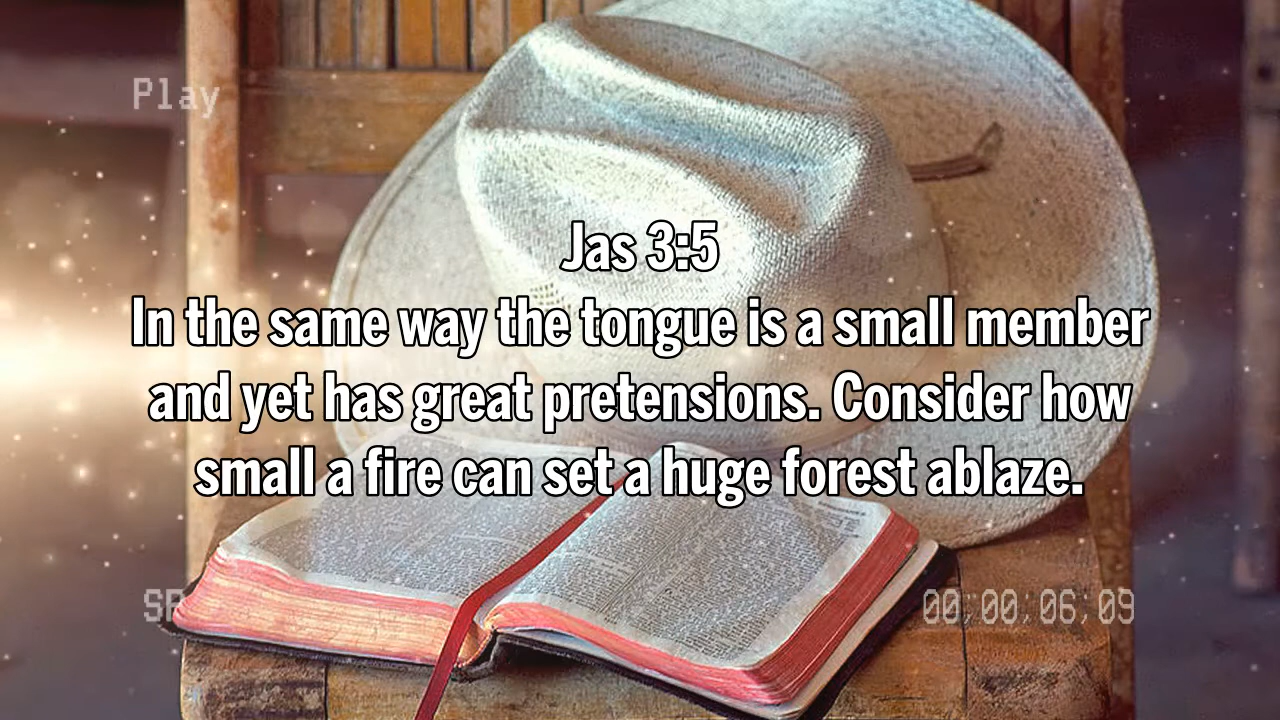 Play
Jas 3:5
In the same way the tongue is a small member
and yet has great pretensions. Consider how
small a fire can set a huge forest ablaze.
SP
00;00;06;09